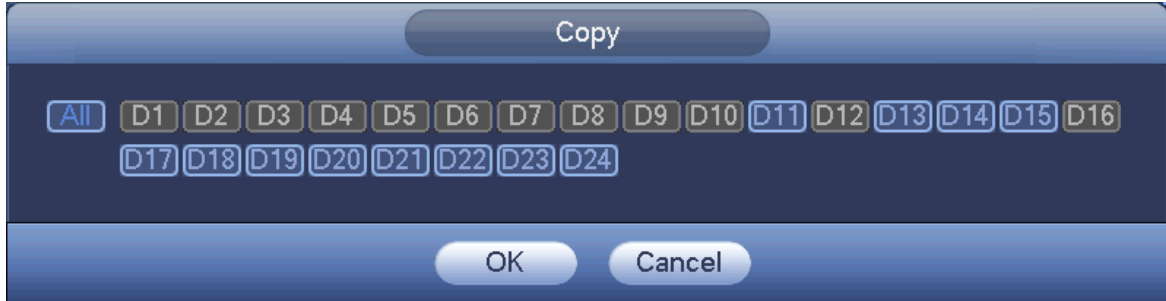 Copy
All D1 D2 D3 D4 D5 D6 D7 D8 D9 D10 D11 D12 D13 D14 D15 D16
D17 D18 D19 D20 D21 D22 D23 D24
OK Cancel